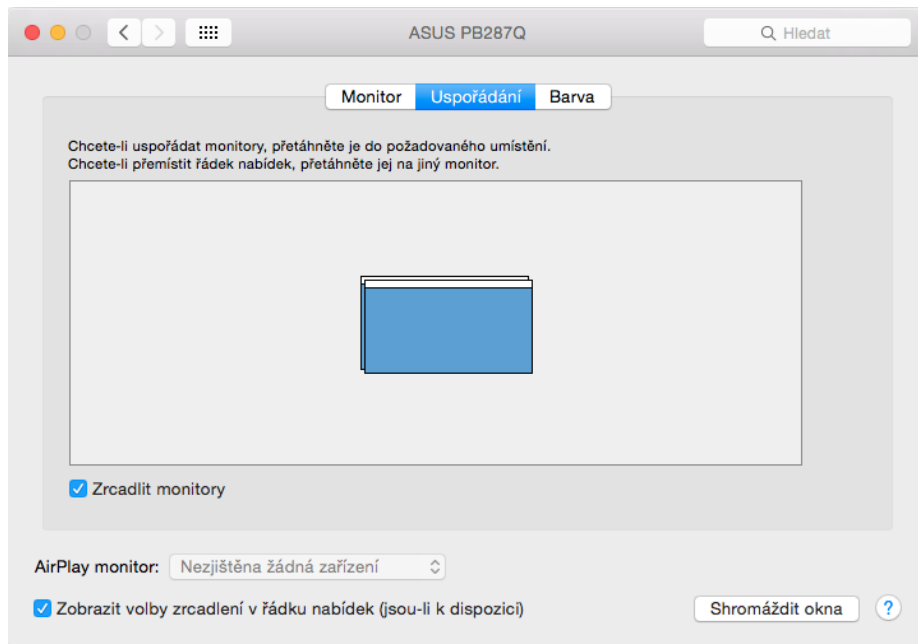 ASUS PB287Q
Hledat
Monitor
Uspořádání
Barva
Chcete-li uspořádat monitory, přetáhněte je do požadovaného umístění.
Chcete-li přemístit řádek nabídek, přetáhněte jej na jiný monitor.
Zrcadlit monitory
AirPlay monitor: Nezjištěna žádná zařízení
Zobrazit volby zrcadlení v řádku nabídek (jsou-li k dispozici)
Shromáždit okna
?